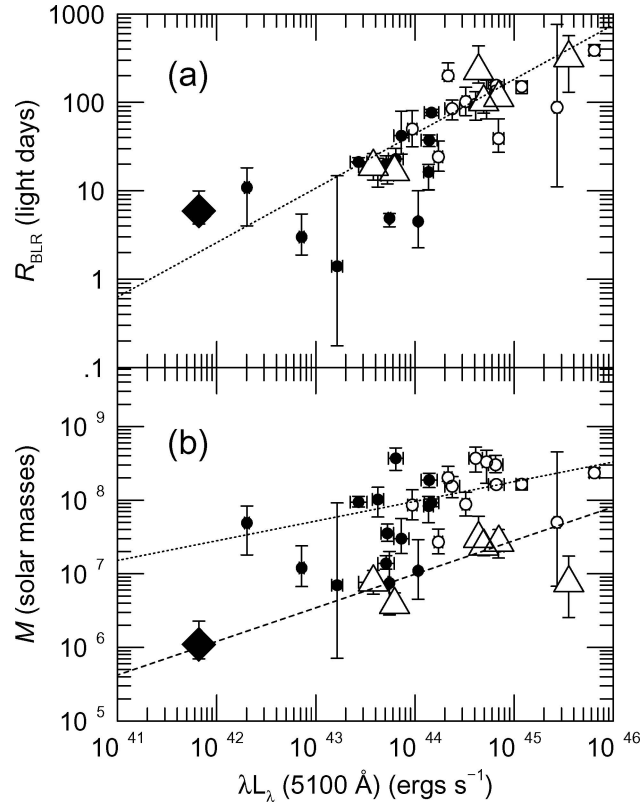 1000
(a)
100
10
1
.1
R_BLR (light days)
10^9
(b)
10^8
10^7
10^6
10^5
M (solar masses)
10^41 10^42 10^43 10^44 10^45 10^46
λL_λ (5100 Å) (ergs s⁻¹)